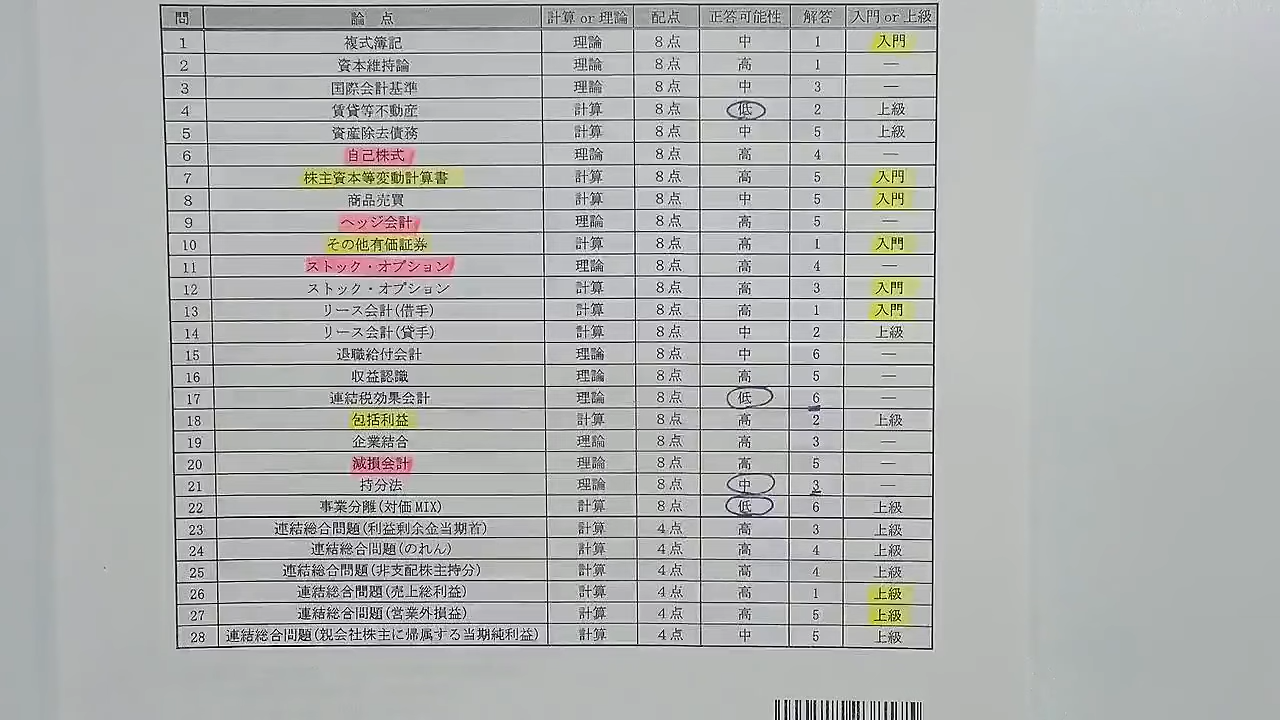 問 論点 計算 or 理論 配点 正答可能性 解答 入門 or 上級
1 複式簿記 理論 8点 中 1 入門
2 資本維持論 理論 8点 高 1 ―
3 国際会計基準 理論 8点 中 3 ―
4 賃貸等不動産 計算 8点 低 2 上級
5 資産除去債務 計算 8点 中 5 上級
6 自己株式 理論 8点 高 4 ―
7 株主資本等変動計算書 計算 8点 高 5 入門
8 商品売買 計算 8点 中 5 入門
9 ヘッジ会計 理論 8点 高 5 ―
10 その他有価証券 計算 8点 高 1 入門
11 ストック・オプション 理論 8点 高 4 ―
12 ストック・オプション 計算 8点 高 3 入門
13 リース会計(借手) 計算 8点 高 1 入門
14 リース会計(貸手) 計算 8点 中 2 上級
15 退職給付会計 理論 8点 中 6 ―
16 収益認識 理論 8点 高 5 ―
17 連結税効果会計 理論 8点 低 6 ―
18 包括利益 計算 8点 高 2 上級
19 企業結合 理論 8点 高 3 ―
20 減損会計 理論 8点 高 5 ―
21 持分法 理論 8点 中 3 ―
22 事業分離(対価MIX) 計算 8点 低 6 上級
23 連結総合問題(利益剰余金当期首) 計算 4点 高 3 上級
24 連結総合問題(のれん) 計算 4点 高 4 上級
25 連結総合問題(非支配株主持分) 計算 4点 高 4 上級
26 連結総合問題(売上総利益) 計算 4点 高 1 上級
27 連結総合問題(営業外損益) 計算 4点 高 5 上級
28 連結総合問題(親会社株主に帰属する当期純利益) 計算 4点 中 5 上級